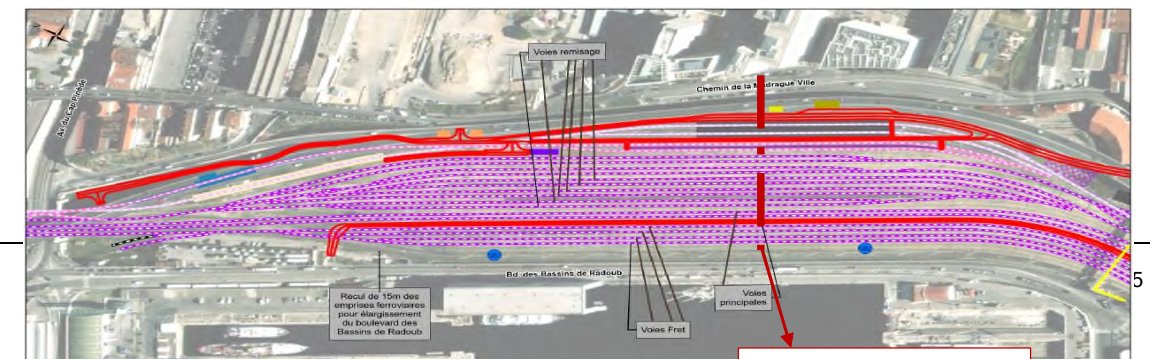 Voies remisage
Chemin de la Madrague Ville
Av du Cap Pinède
Bd. des Bassins de Radoub
Recul de 15m des
emprises ferroviaires
pour élargissement
du boulevard des
Bassins de Radoub
Voies
principales
Voies Fret
5